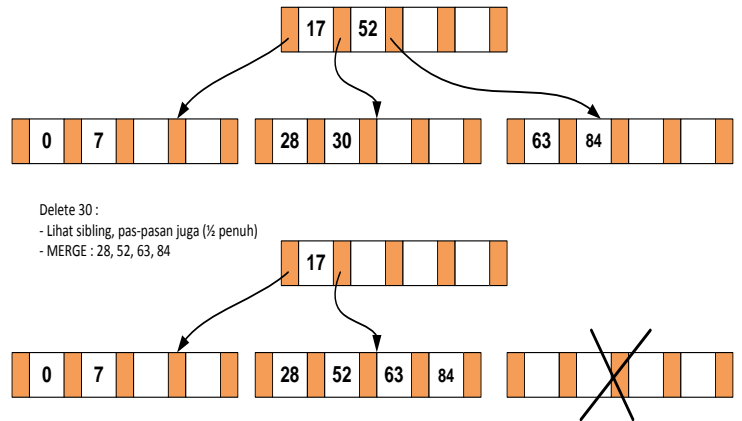 17 52
0 7 28 30 63 84
Delete 30 :
- Lihat sibling, pas-pasan juga (½ penuh)
- MERGE : 28, 52, 63, 84
17
0 7 28 52 63 84